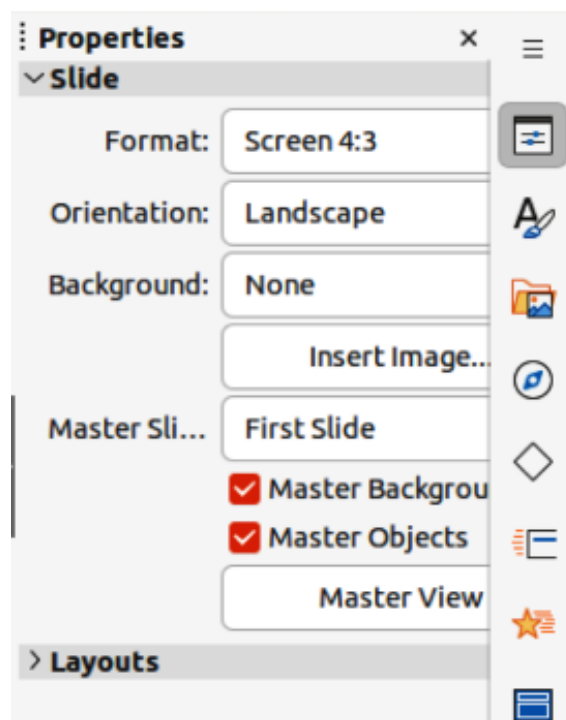 Properties
Slide
Format: Screen 4:3
Orientation: Landscape
Background: None
Insert Image...
Master Sli... First Slide
Master Backgrou
Master Objects
Master View
Layouts